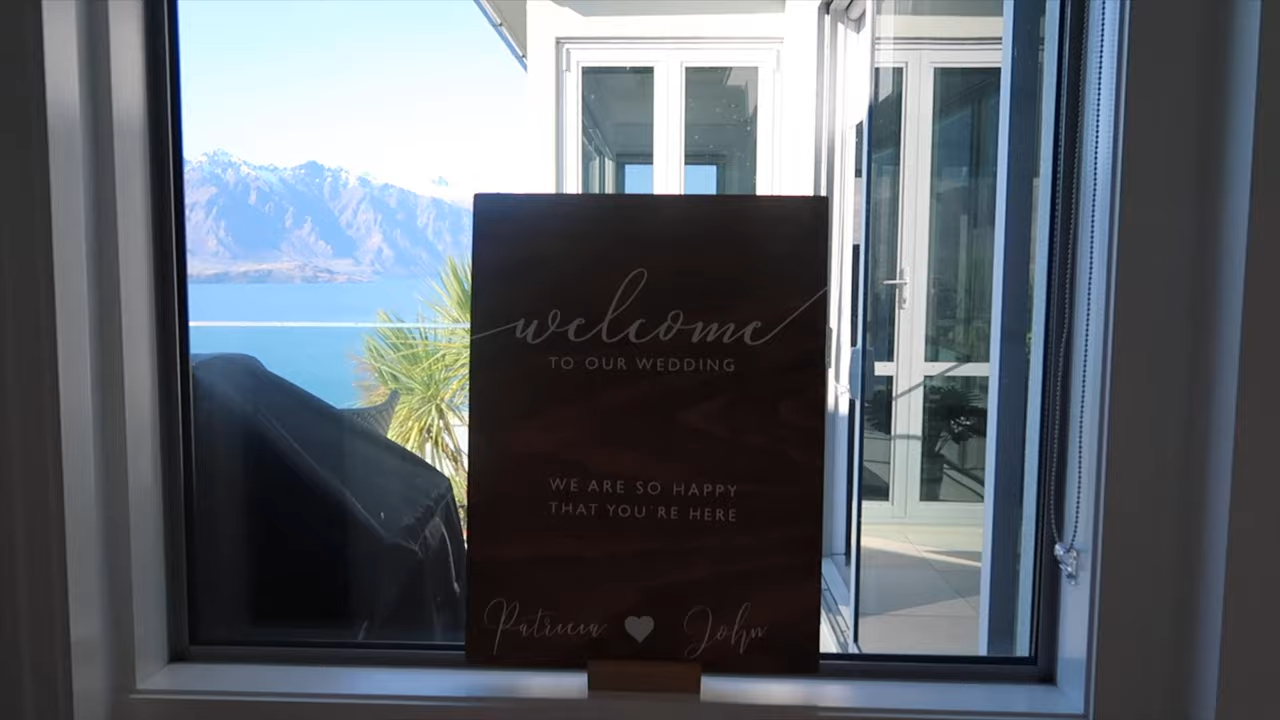 welcome
TO OUR WEDDING
WE ARE SO HAPPY
THAT YOU'RE HERE
Patricia ♥ John